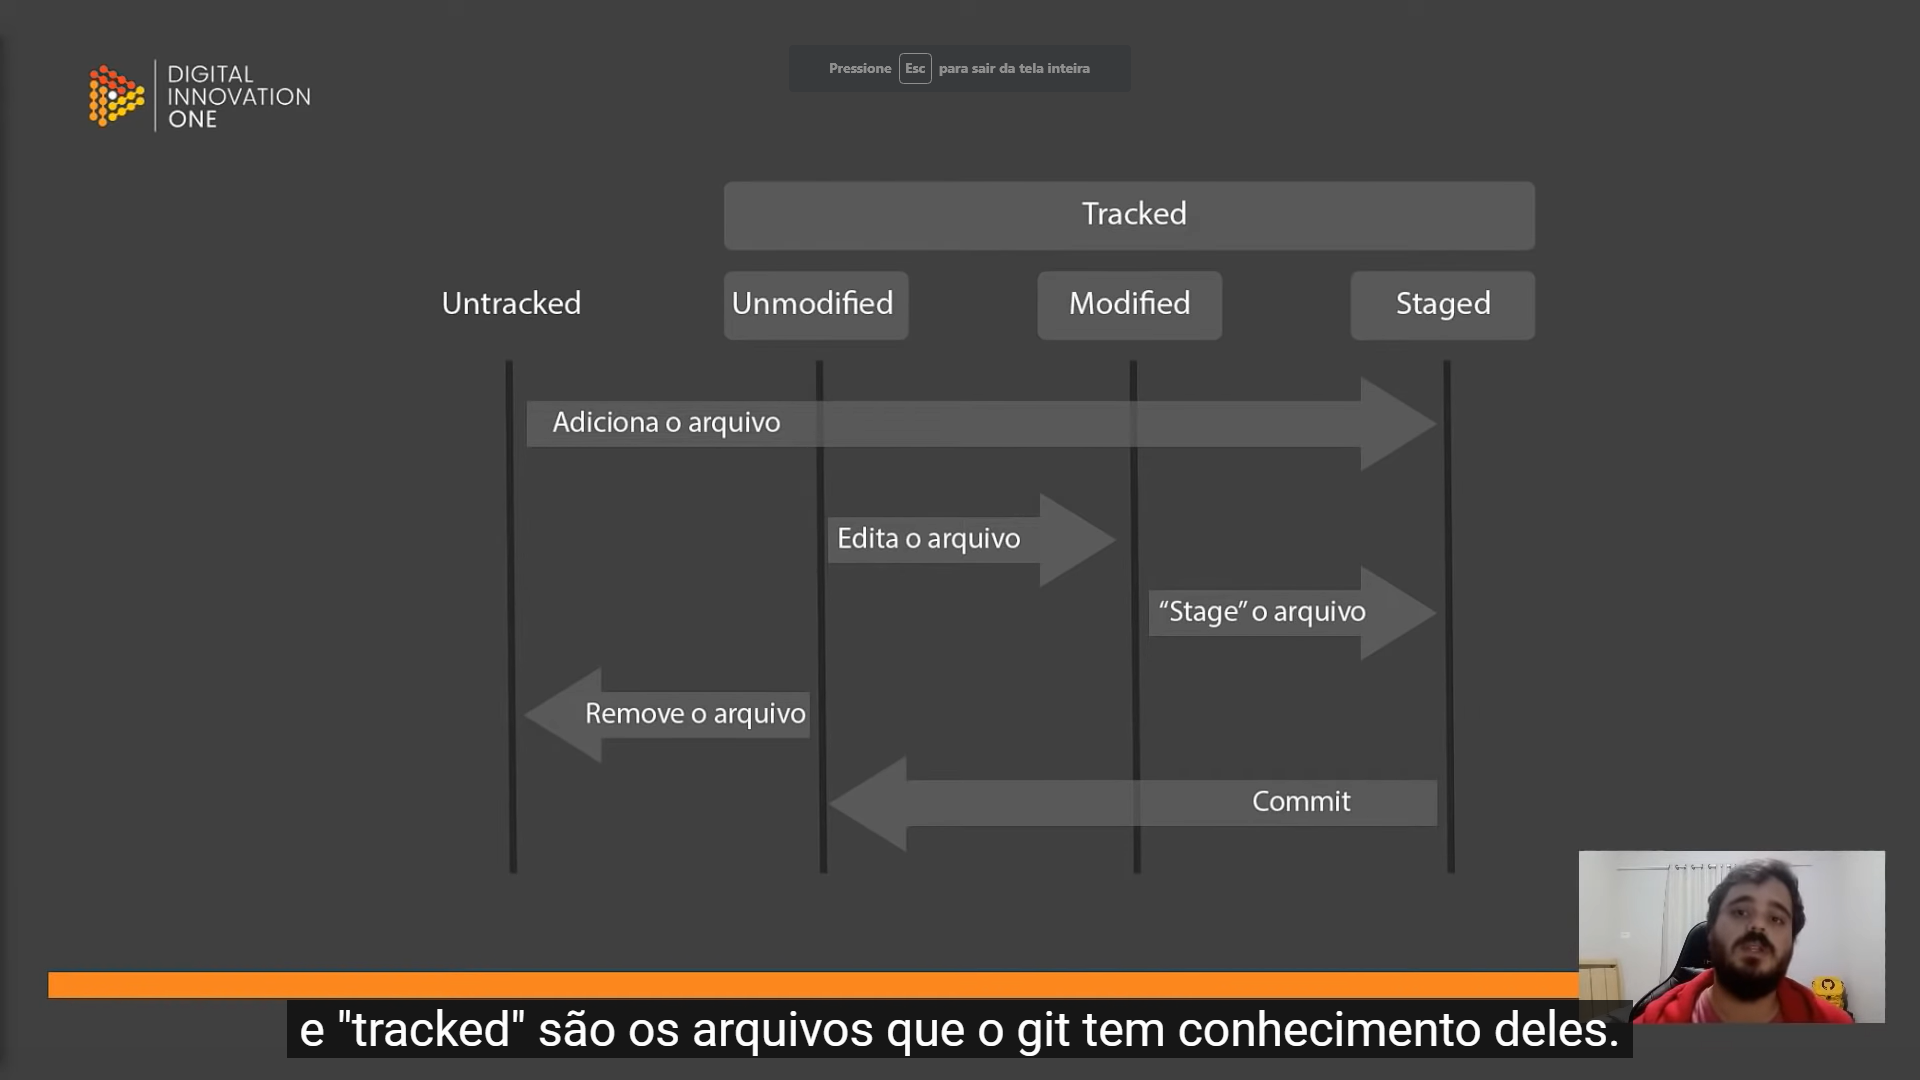 DIGITAL
INNOVATION
ONE
Pressione Esc para sair da tela inteira
Tracked
Untracked
Unmodified
Modified
Staged
Adiciona o arquivo
Edita o arquivo
“Stage” o arquivo
Remove o arquivo
Commit
e "tracked" são os arquivos que o git tem conhecimento deles.